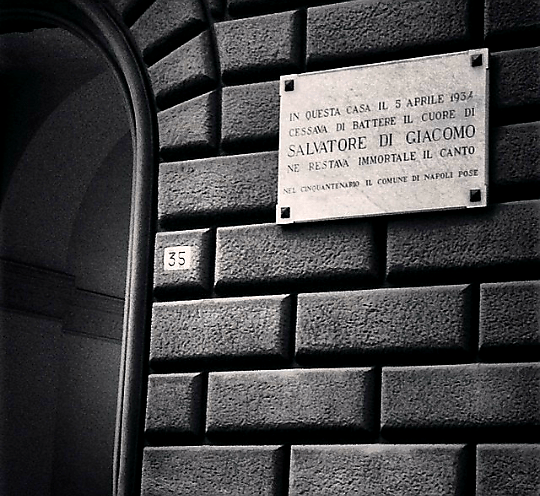 IN QUESTA CASA IL 5 APRILE 1934
CESSAVA DI BATTERE IL CUORE DI
SALVATORE DI GIACOMO
NE RESTAVA IMMORTALE IL CANTO
NEL CINQUANTENARIO IL COMUNE DI NAPOLI POSE
35